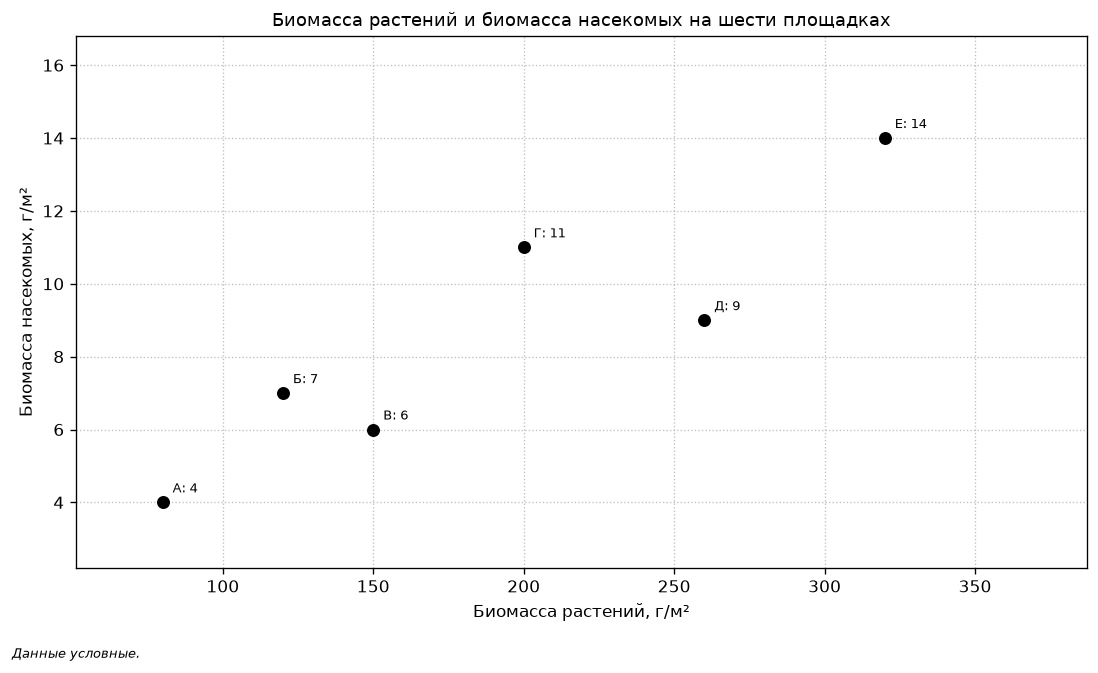 Биомасса растений и биомасса насекомых на шести площадках
Биомасса насекомых, г/м²
16
14
12
10
8
6
4
Е: 14
Г: 11
Д: 9
Б: 7
В: 6
А: 4
100 150 200 250 300 350
Биомасса растений, г/м²
Данные условные.